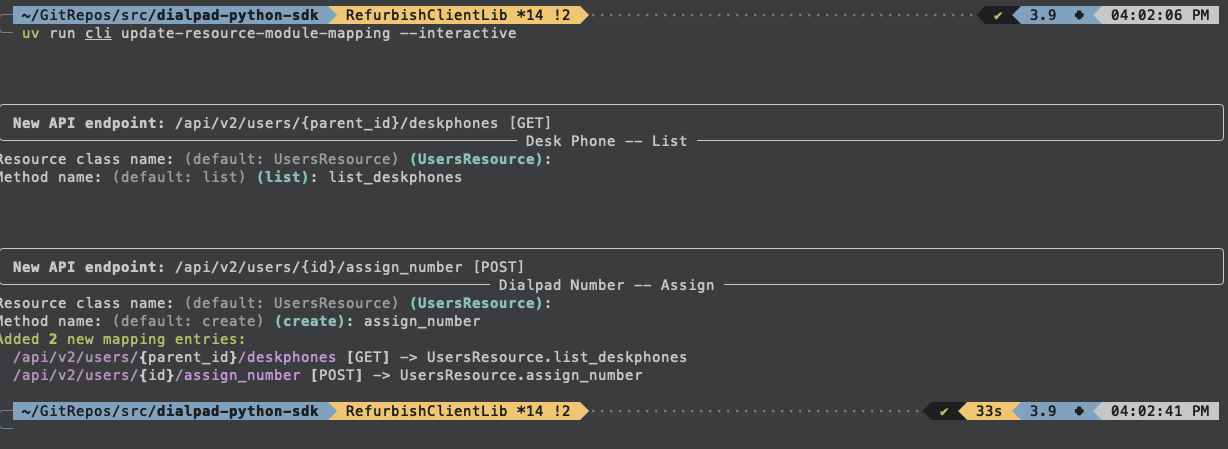 ~/GitRepos/src/dialpad-python-sdk RefurbishClientLib *14 !2 ✔ 3.9 04:02:06 PM
uv run cli update-resource-module-mapping --interactive
New API endpoint: /api/v2/users/{parent_id}/deskphones [GET]
Desk Phone -- List
Resource class name: (default: UsersResource) (UsersResource):
Method name: (default: list) (list): list_deskphones
New API endpoint: /api/v2/users/{id}/assign_number [POST]
Dialpad Number -- Assign
Resource class name: (default: UsersResource) (UsersResource):
Method name: (default: create) (create): assign_number
Added 2 new mapping entries:
/api/v2/users/{parent_id}/deskphones [GET] -> UsersResource.list_deskphones
/api/v2/users/{id}/assign_number [POST] -> UsersResource.assign_number
~/GitRepos/src/dialpad-python-sdk RefurbishClientLib *14 !2 ✔ 33s 3.9 04:02:41 PM